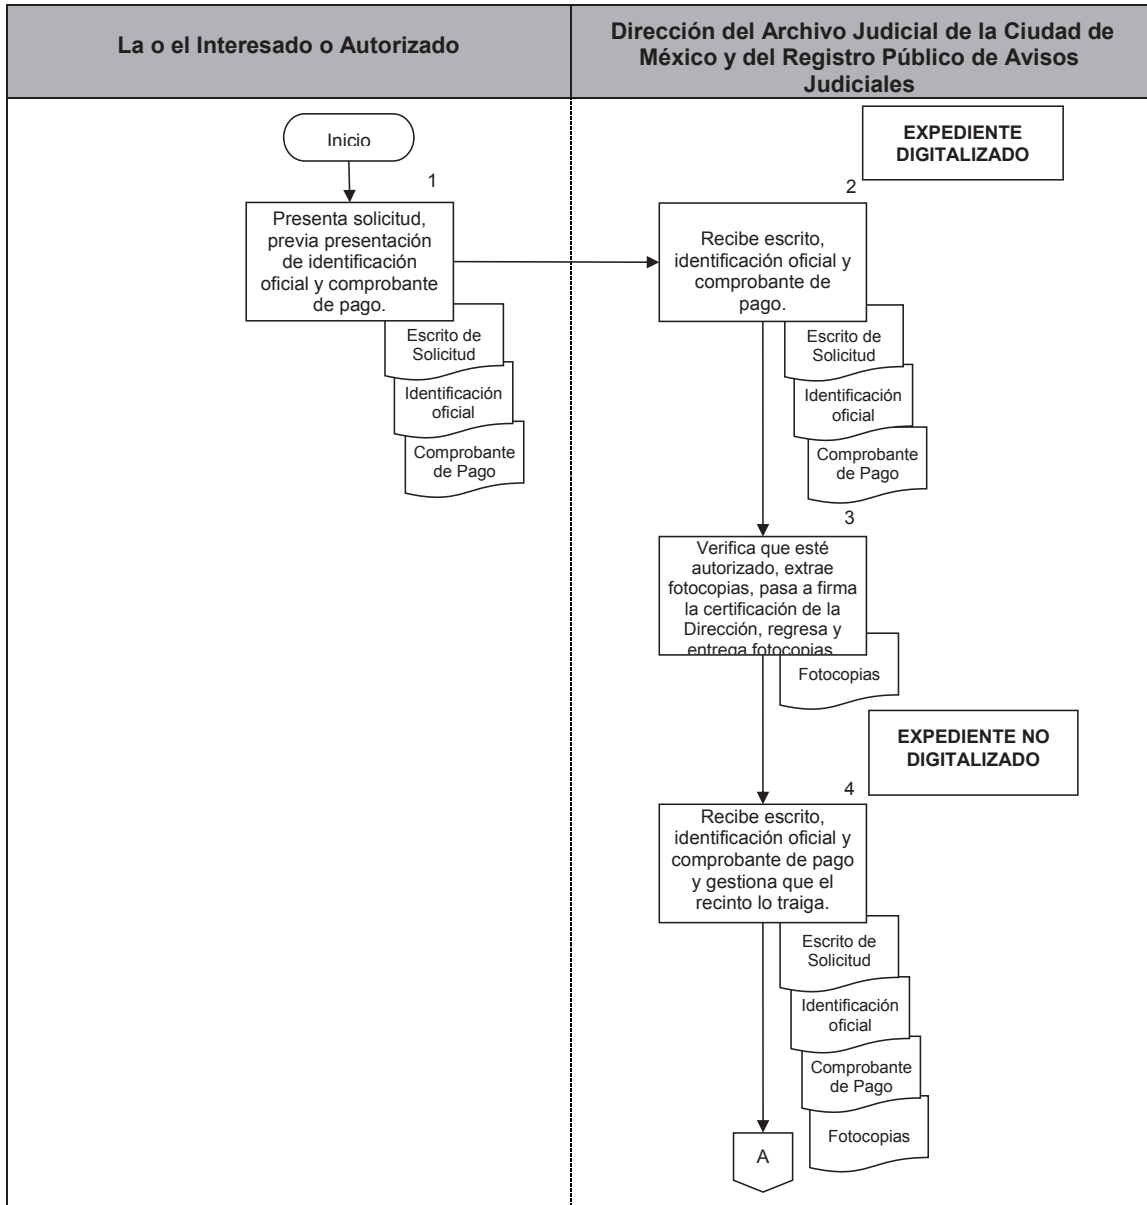 La o el Interesado o Autorizado
Dirección del Archivo Judicial de la Ciudad de
México y del Registro Público de Avisos
Judiciales
Inicio
EXPEDIENTE
DIGITALIZADO
1
Presenta solicitud,
previa presentación
de identificación
oficial y comprobante
de pago.
Escrito de
Solicitud
Identificación
oficial
Comprobante
de Pago
2
Recibe escrito,
identificación oficial y
comprobante de
pago.
Escrito de
Solicitud
Identificación
oficial
Comprobante
de Pago
3
Verifica que esté
autorizado, extrae
fotocopias, pasa a firma
la certificación de la
Dirección, regresa y
entrega fotocopias
Fotocopias
EXPEDIENTE NO
DIGITALIZADO
4
Recibe escrito,
identificación oficial y
comprobante de pago
y gestiona que el
recinto lo traiga.
Escrito de
Solicitud
Identificación
oficial
Comprobante
de Pago
Fotocopias
A